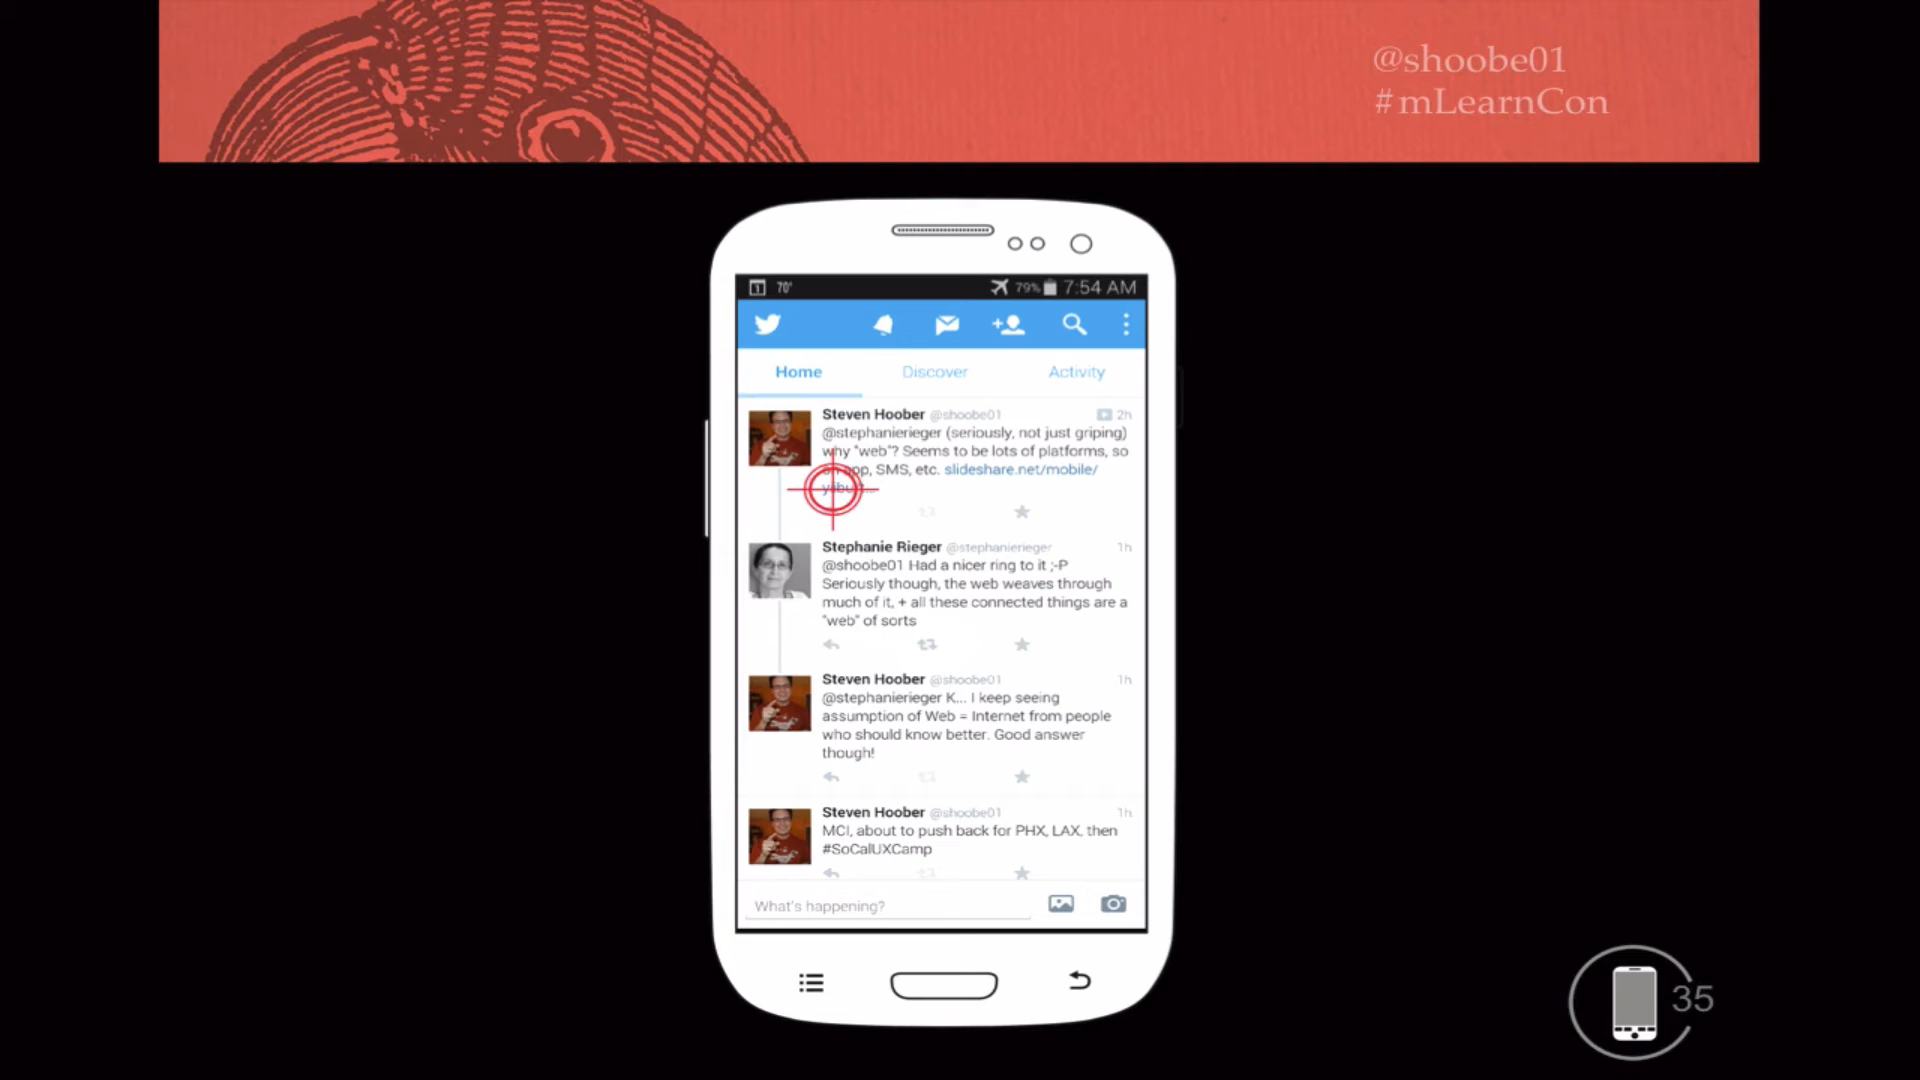 @shoobe01
#mLearnCon
1 70° 79% 7:54 AM
Home Discover Activity
Steven Hoober @shoobe01 2h
@stephanierieger (seriously, not just griping)
why "web"? Seems to be lots of platforms, so
app, SMS, etc. slideshare.net/mobile/
Stephanie Rieger @stephanierieger 1h
@shoobe01 Had a nicer ring to it ;-P
Seriously though, the web weaves through
much of it, + all these connected things are a
"web" of sorts
Steven Hoober @shoobe01 1h
@stephanierieger K... I keep seeing
assumption of Web = Internet from people
who should know better. Good answer
though!
Steven Hoober @shoobe01 1h
MCI, about to push back for PHX, LAX, then
#SoCalUXCamp
What's happening?
35